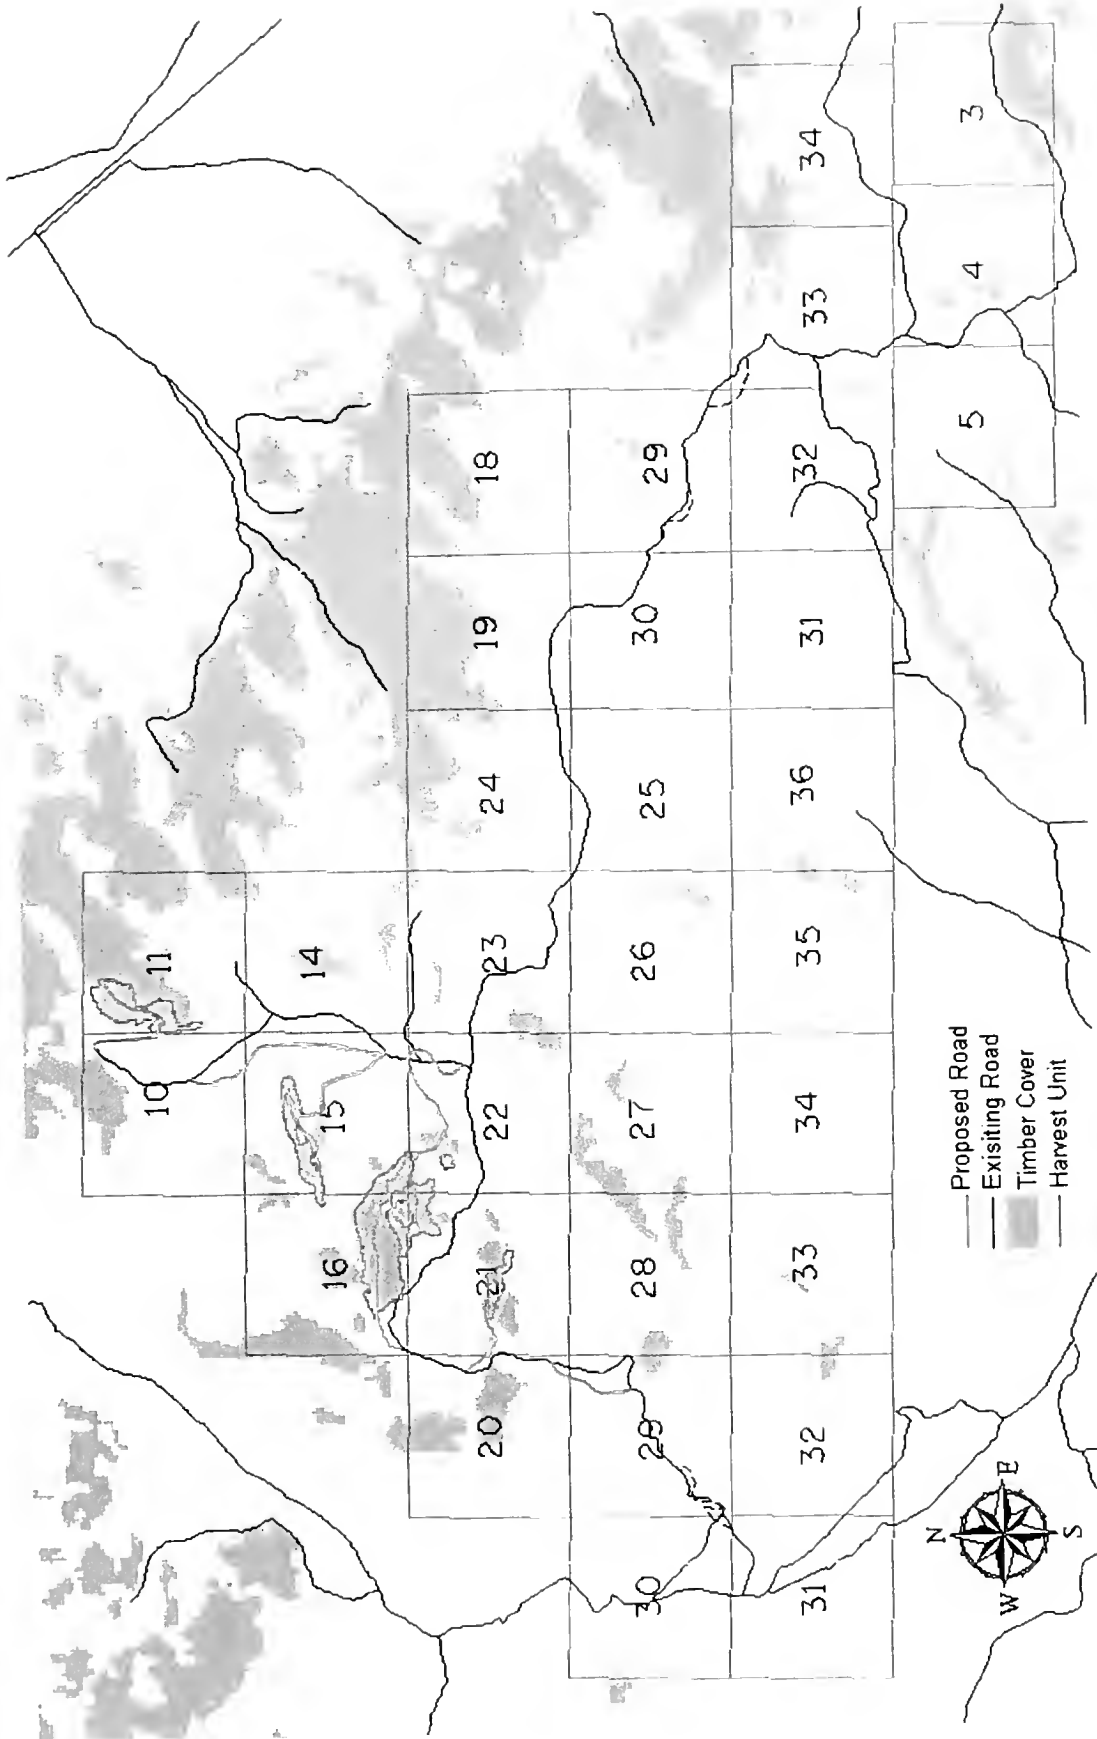 10 11
16 15 14
20 21 22 23 24 19 18
30 29 28 27 26 25 30 29
31 32 33 34 35 36 31 32 33 34
5 4 3
N
W E
S
Proposed Road
Exisiting Road
Timber Cover
Harvest Unit